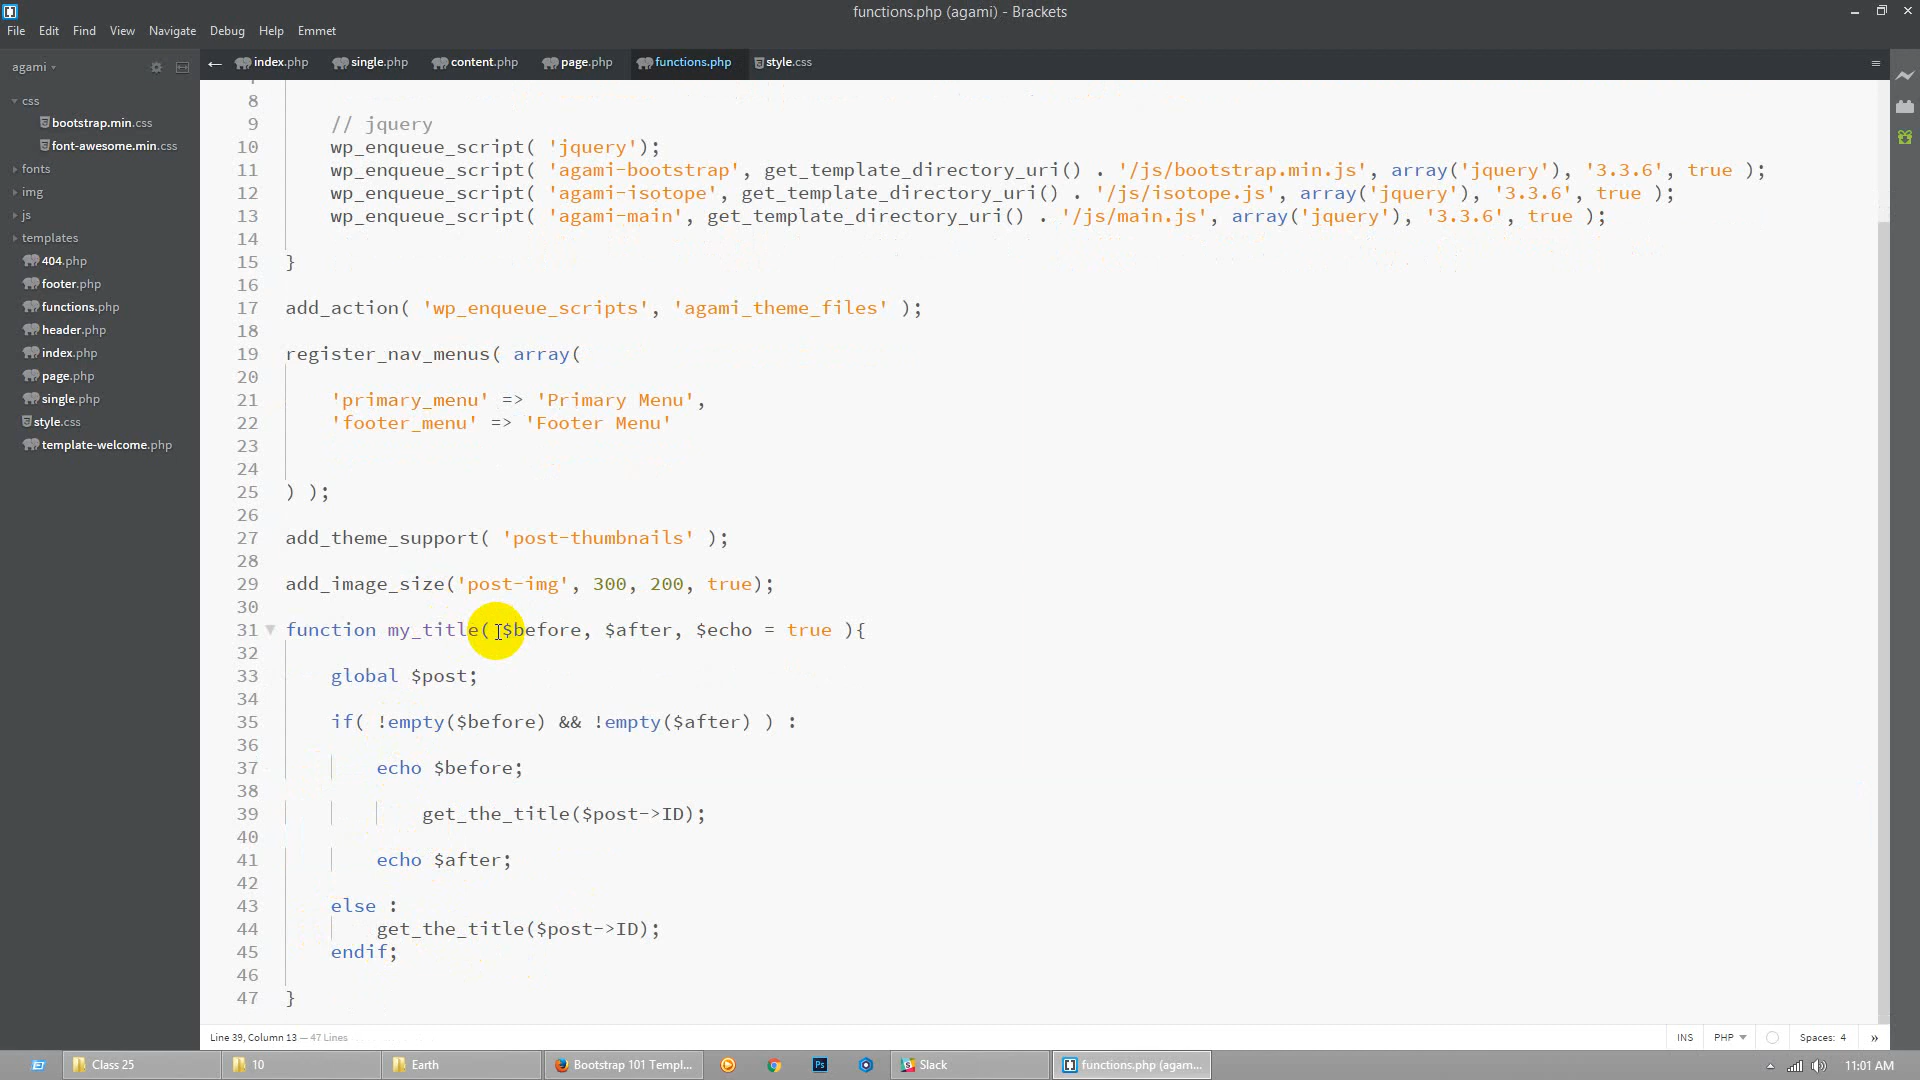 functions.php (agami) - Brackets
File Edit Find View Navigate Debug Help Emmet
agami
index.php single.php content.php page.php functions.php style.css
css
bootstrap.min.css
font-awesome.min.css
fonts
img
js
templates
404.php
footer.php
functions.php
header.php
index.php
page.php
single.php
style.css
template-welcome.php
8
9 // jquery
10 wp_enqueue_script( 'jquery');
11 wp_enqueue_script( 'agami-bootstrap', get_template_directory_uri() . '/js/bootstrap.min.js', array('jquery'), '3.3.6', true );
12 wp_enqueue_script( 'agami-isotope', get_template_directory_uri() . '/js/isotope.js', array('jquery'), '3.3.6', true );
13 wp_enqueue_script( 'agami-main', get_template_directory_uri() . '/js/main.js', array('jquery'), '3.3.6', true );
14
15 }
16
17 add_action( 'wp_enqueue_scripts', 'agami_theme_files' );
18
19 register_nav_menus( array(
20
21 'primary_menu' => 'Primary Menu',
22 'footer_menu' => 'Footer Menu'
23
24
25 ) );
26
27 add_theme_support( 'post-thumbnails' );
28
29 add_image_size('post-img', 300, 200, true);
30
31 function my_title( $before, $after, $echo = true ){
32
33 global $post;
34
35 if( !empty($before) && !empty($after) ) :
36
37 echo $before;
38
39 get_the_title($post->ID);
40
41 echo $after;
42
43 else :
44 get_the_title($post->ID);
45 endif;
46
47 }
Line 39, Column 13 — 47 Lines INS PHP Spaces: 4 »
Class 25 10 Earth Bootstrap 101 Templ... Ps Slack functions.php (agam... 11:01 AM